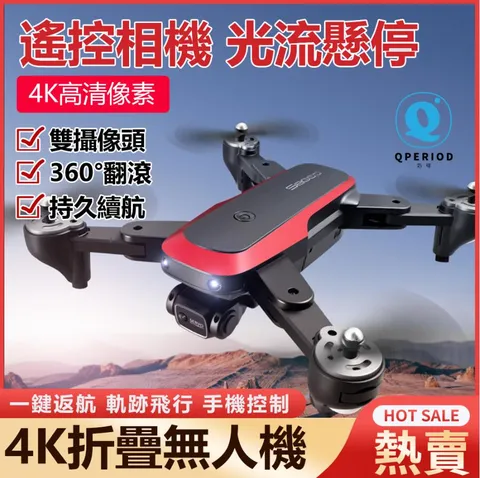 遙控相機 光流懸停
4K高清像素
雙攝像頭
360°翻滾
持久續航
Q
QPERIOD
一鍵返航 軌跡飛行 手機控制
4K折疊無人機
HOT SALE
熱賣